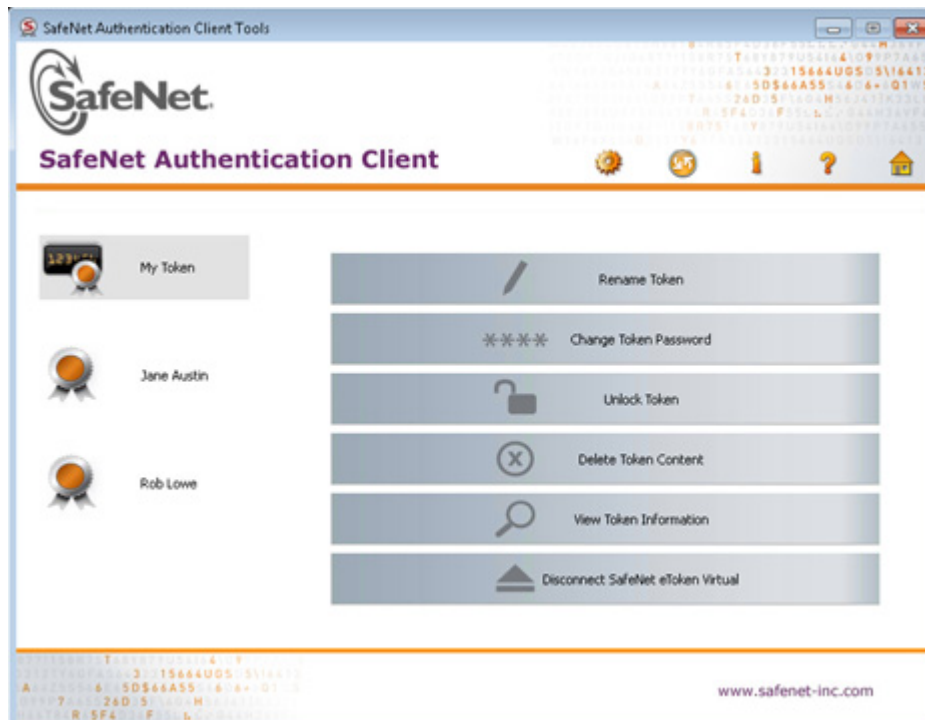 SafeNet Authentication Client Tools
SafeNet.
SafeNet Authentication Client
My Token
Jane Austin
Rob Lowe
Rename Token
**** Change Token Password
Unlock Token
Delete Token Content
View Token Information
Disconnect SafeNet eToken Virtual
www.safenet-inc.com